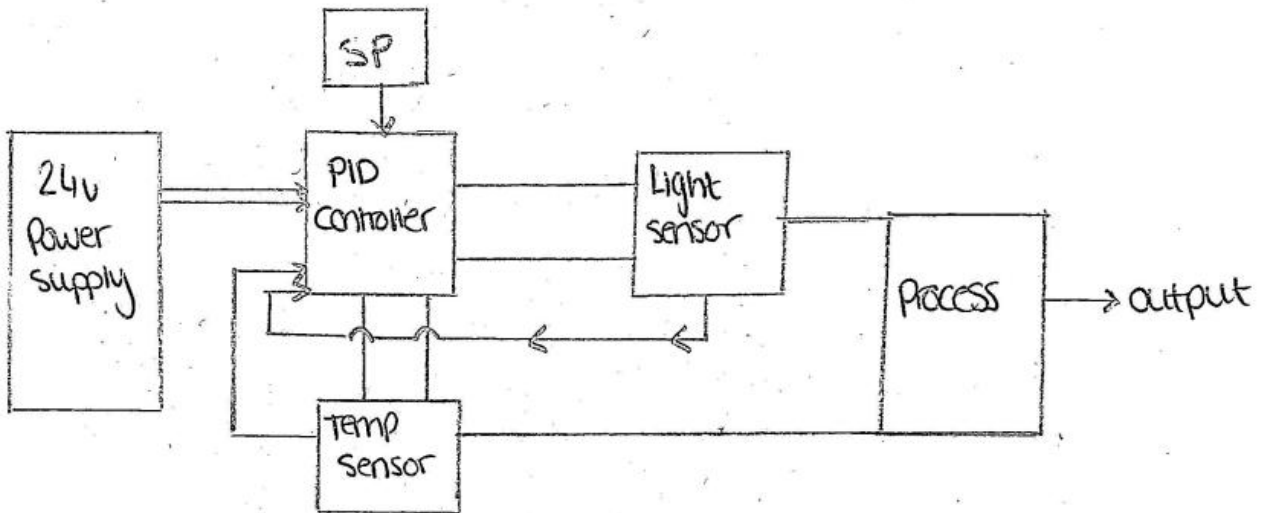 SP
24v
Power
supply
PID
controller
Light
sensor
Process
output
Temp
sensor